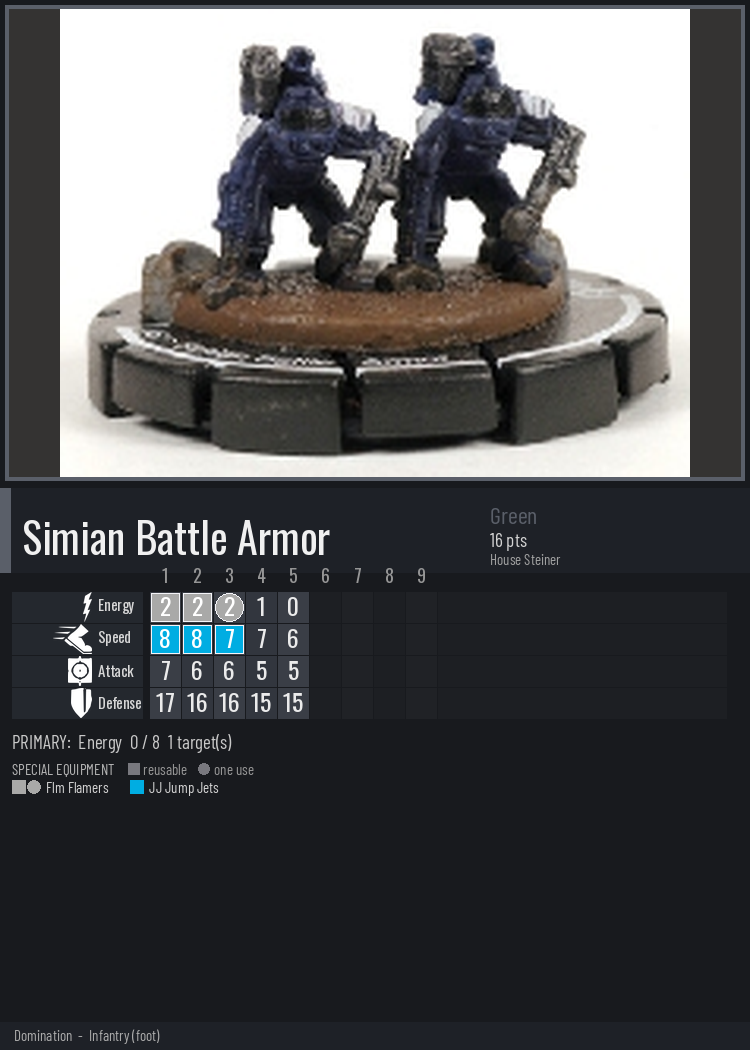 Simian Battle Armor
Green
16 pts
House Steiner
1 2 3 4 5 6 7 8 9
Energy 2 2 2 1 0
Speed 8 8 7 7 6
Attack 7 6 6 5 5
Defense 17 16 16 15 15
PRIMARY: Energy 0 / 8 1 target(s)
SPECIAL EQUIPMENT reusable one use
Flm Flamers JJ Jump Jets
Domination - Infantry (foot)